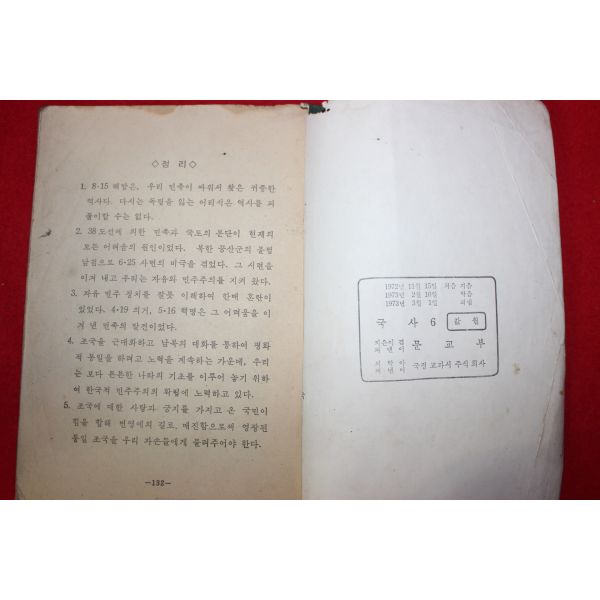 ◇정 리◇
1. 8·15 해방은, 우리 민족이 싸워서 찾은 귀중한
역사다. 다시는 독립을 잃는 어리석은 역사를 되
풀이할 수는 없다.
2. 38도선에 의한 민족과 국토의 분단이 현재의
모든 어려움의 원인이었다. 북한 공산군의 불법
남침으로 6·25 사변의 비극을 겪었다. 그 시련을
이겨 내고 우리는 자유와 민주주의를 지켜 왔다.
3. 자유 민주 정치를 잘못 이해하여 한때 혼란이
있었다. 4·19 의거, 5·16 혁명은 그 어려움을 이
겨 낸 민족의 발전이었다.
4. 조국을 근대화하고 남북의 대화를 통하여 평화
적 통일을 하려고 노력을 계속하는 가운데, 우리
는 보다 튼튼한 나라의 기초를 이루어 놓기 위하
여 한국적 민주주의의 확립에 노력하고 있다.
5. 조국에 대한 사랑과 긍지를 가지고 온 국민이
힘을 합해 번영에의 길로, 매진함으로써 영광된
통일 조국을 우리 자손들에게 물려주어야 한다.
—132—
1972년 11월 15일 처음 지음
1973년 2월 10일 박음
1973년 3월 1일 펴냄
국 사 6
지은이 겸 펴낸이 문 교 부
국정 교과서 주식 회사